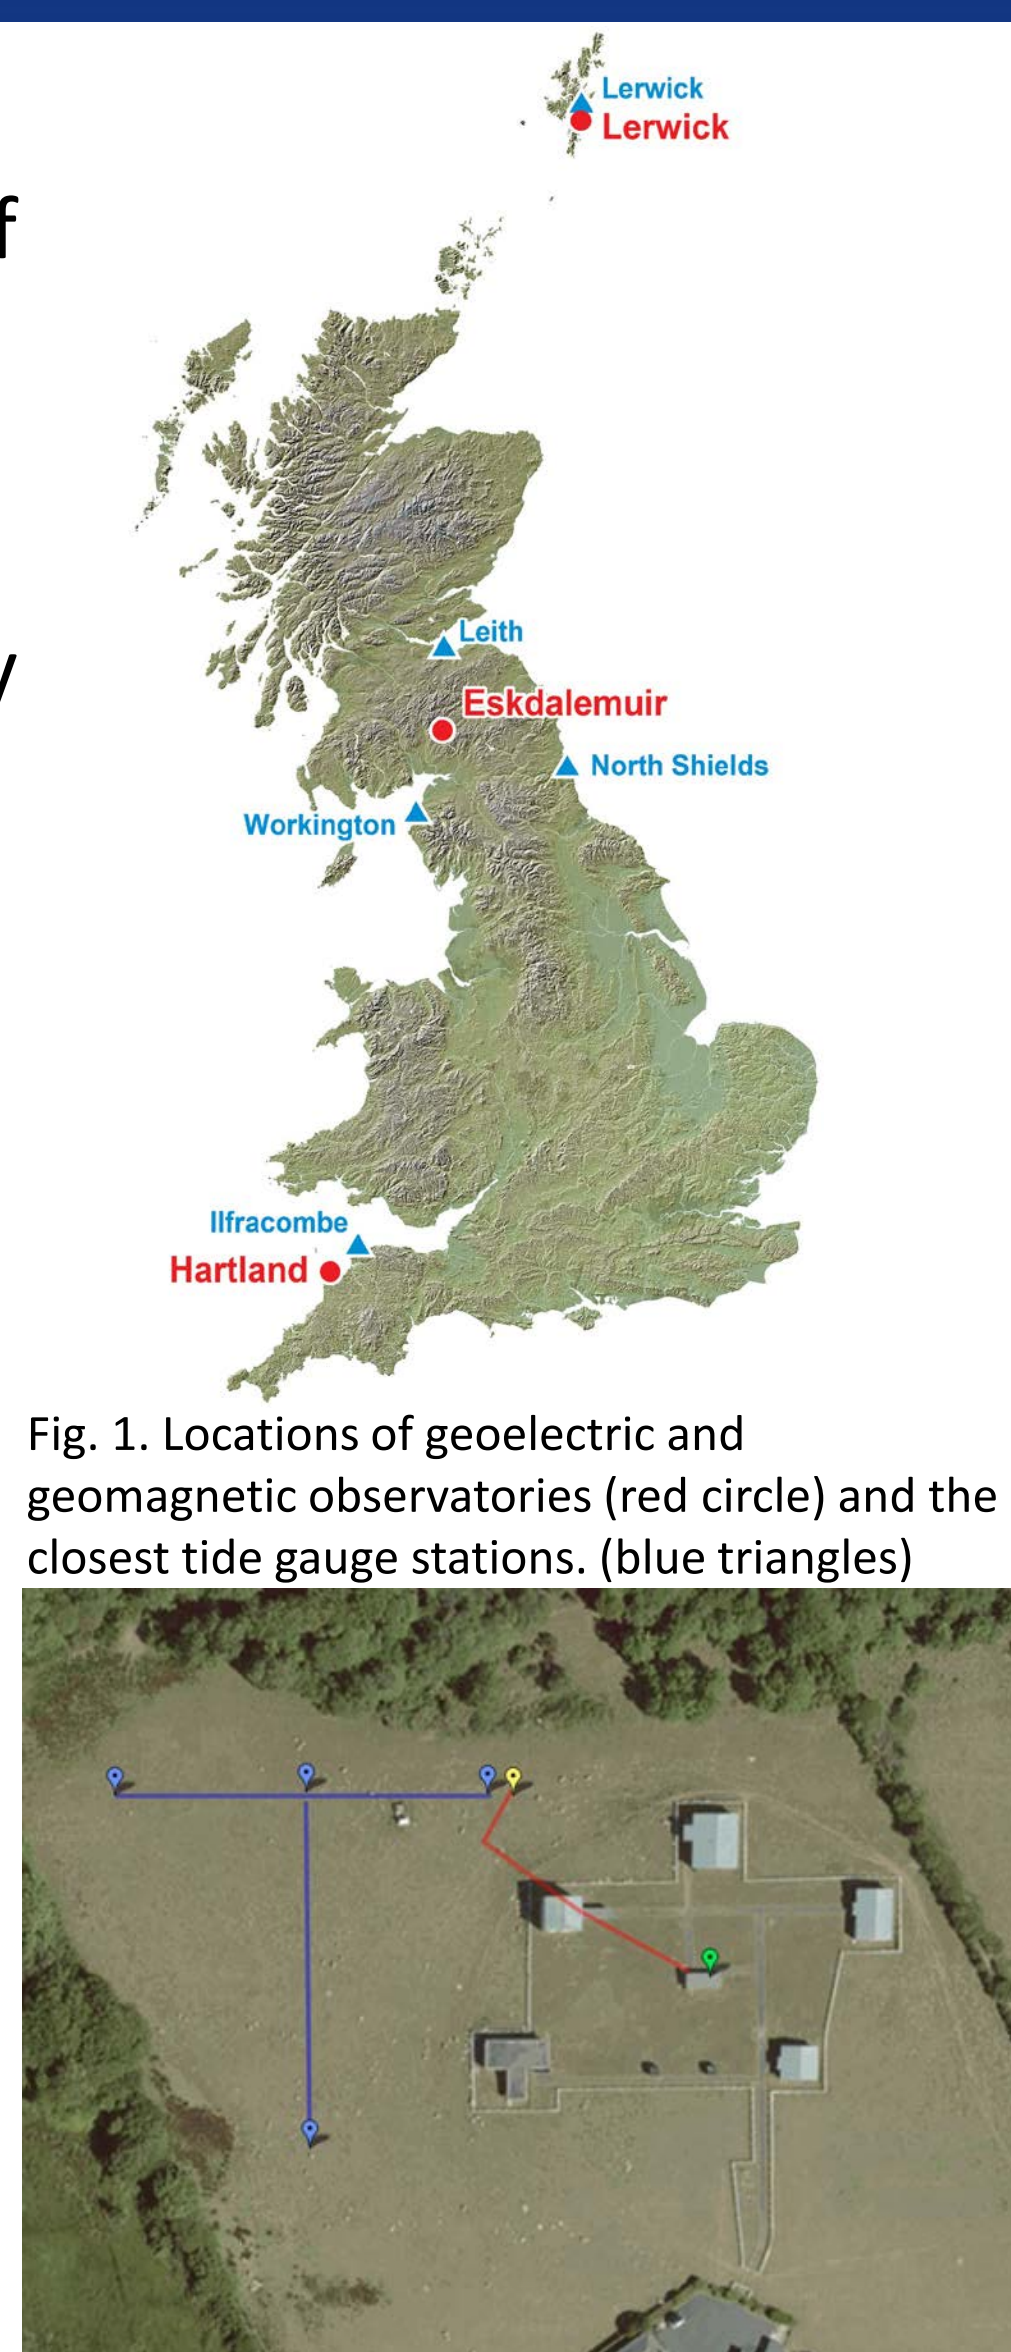 Lerwick
Lerwick
f
Leith
y
Eskdalemuir
North Shields
Workington
Ilfracombe
Hartland
Fig. 1. Locations of geoelectric and
geomagnetic observatories (red circle) and the
closest tide gauge stations. (blue triangles)